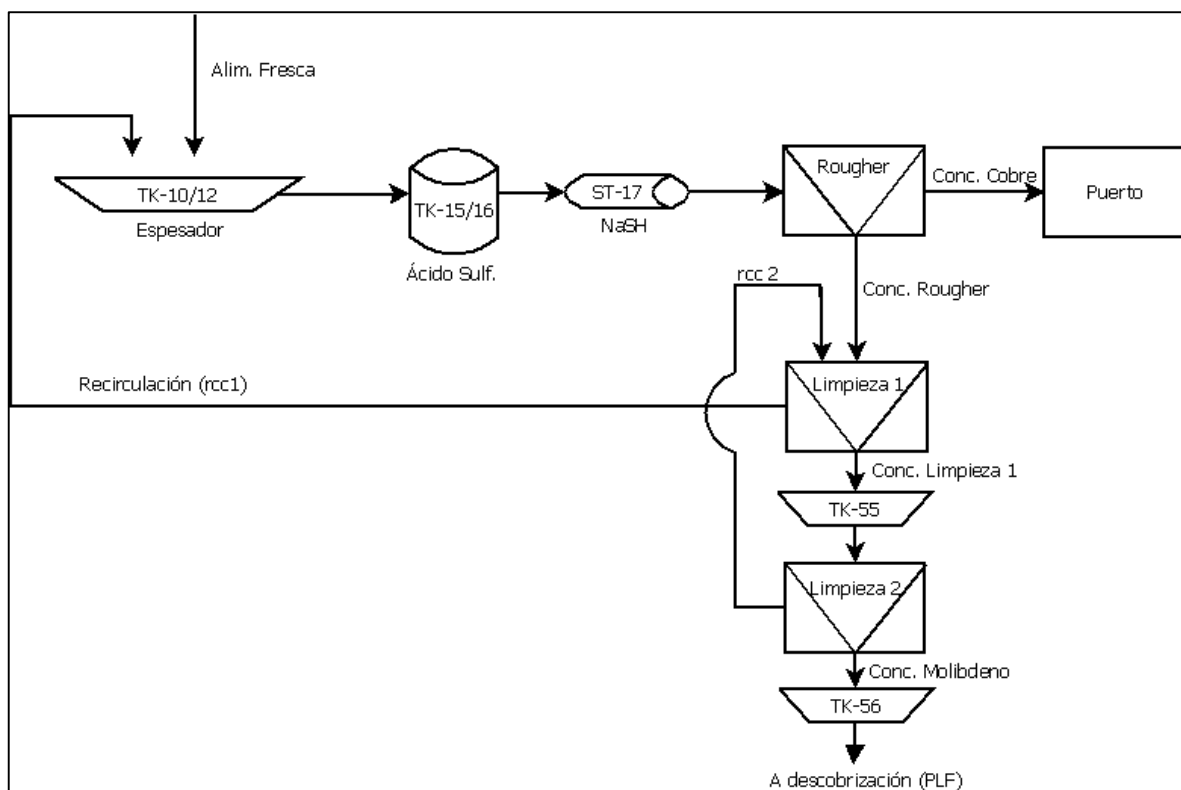 Alim. Fresca
TK-10/12
Espesador
TK-15/16
Ácido Sulf.
ST-17
NaSH
Rougher
Conc. Cobre
Puerto
rcc 2
Conc. Rougher
Recirculación (rcc1)
Limpieza 1
Conc. Limpieza 1
TK-55
Limpieza 2
Conc. Molibdeno
TK-56
A descobrización (PLF)